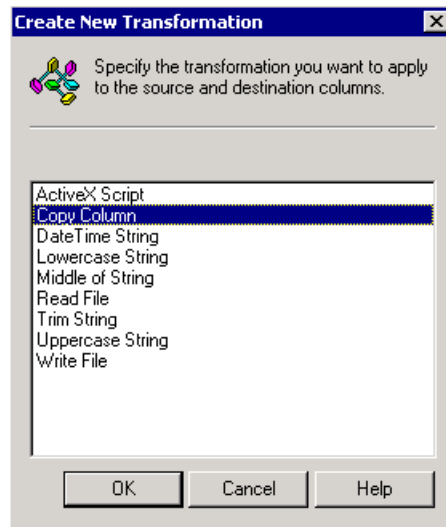 Create New Transformation
Specify the transformation you want to apply
to the source and destination columns.
ActiveX Script
Copy Column
DateTime String
Lowercase String
Middle of String
Read File
Trim String
Uppercase String
Write File
OK
Cancel
Help